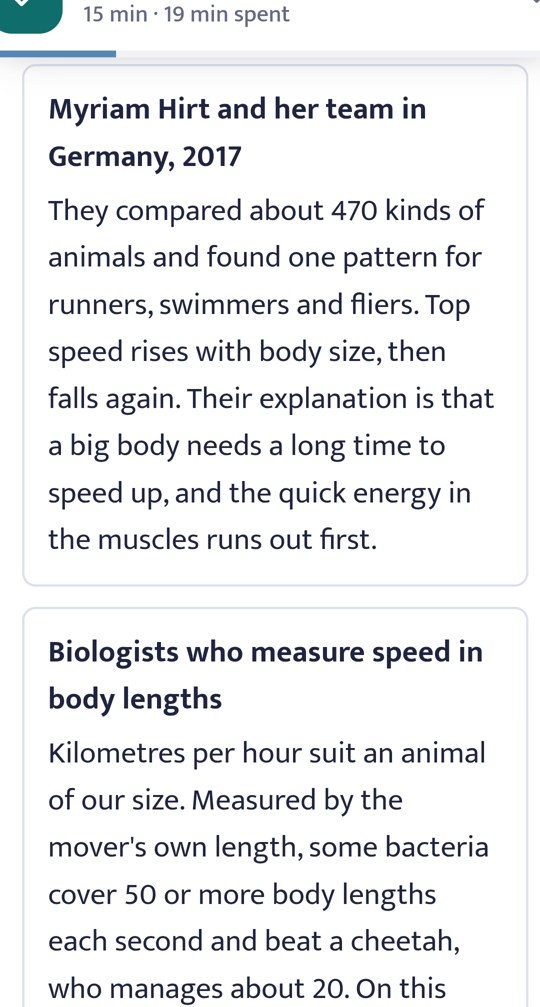 15 min · 19 min spent
Myriam Hirt and her team in
Germany, 2017
They compared about 470 kinds of
animals and found one pattern for
runners, swimmers and fliers. Top
speed rises with body size, then
falls again. Their explanation is that
a big body needs a long time to
speed up, and the quick energy in
the muscles runs out first.
Biologists who measure speed in
body lengths
Kilometres per hour suit an animal
of our size. Measured by the
mover's own length, some bacteria
cover 50 or more body lengths
each second and beat a cheetah,
who manages about 20. On this